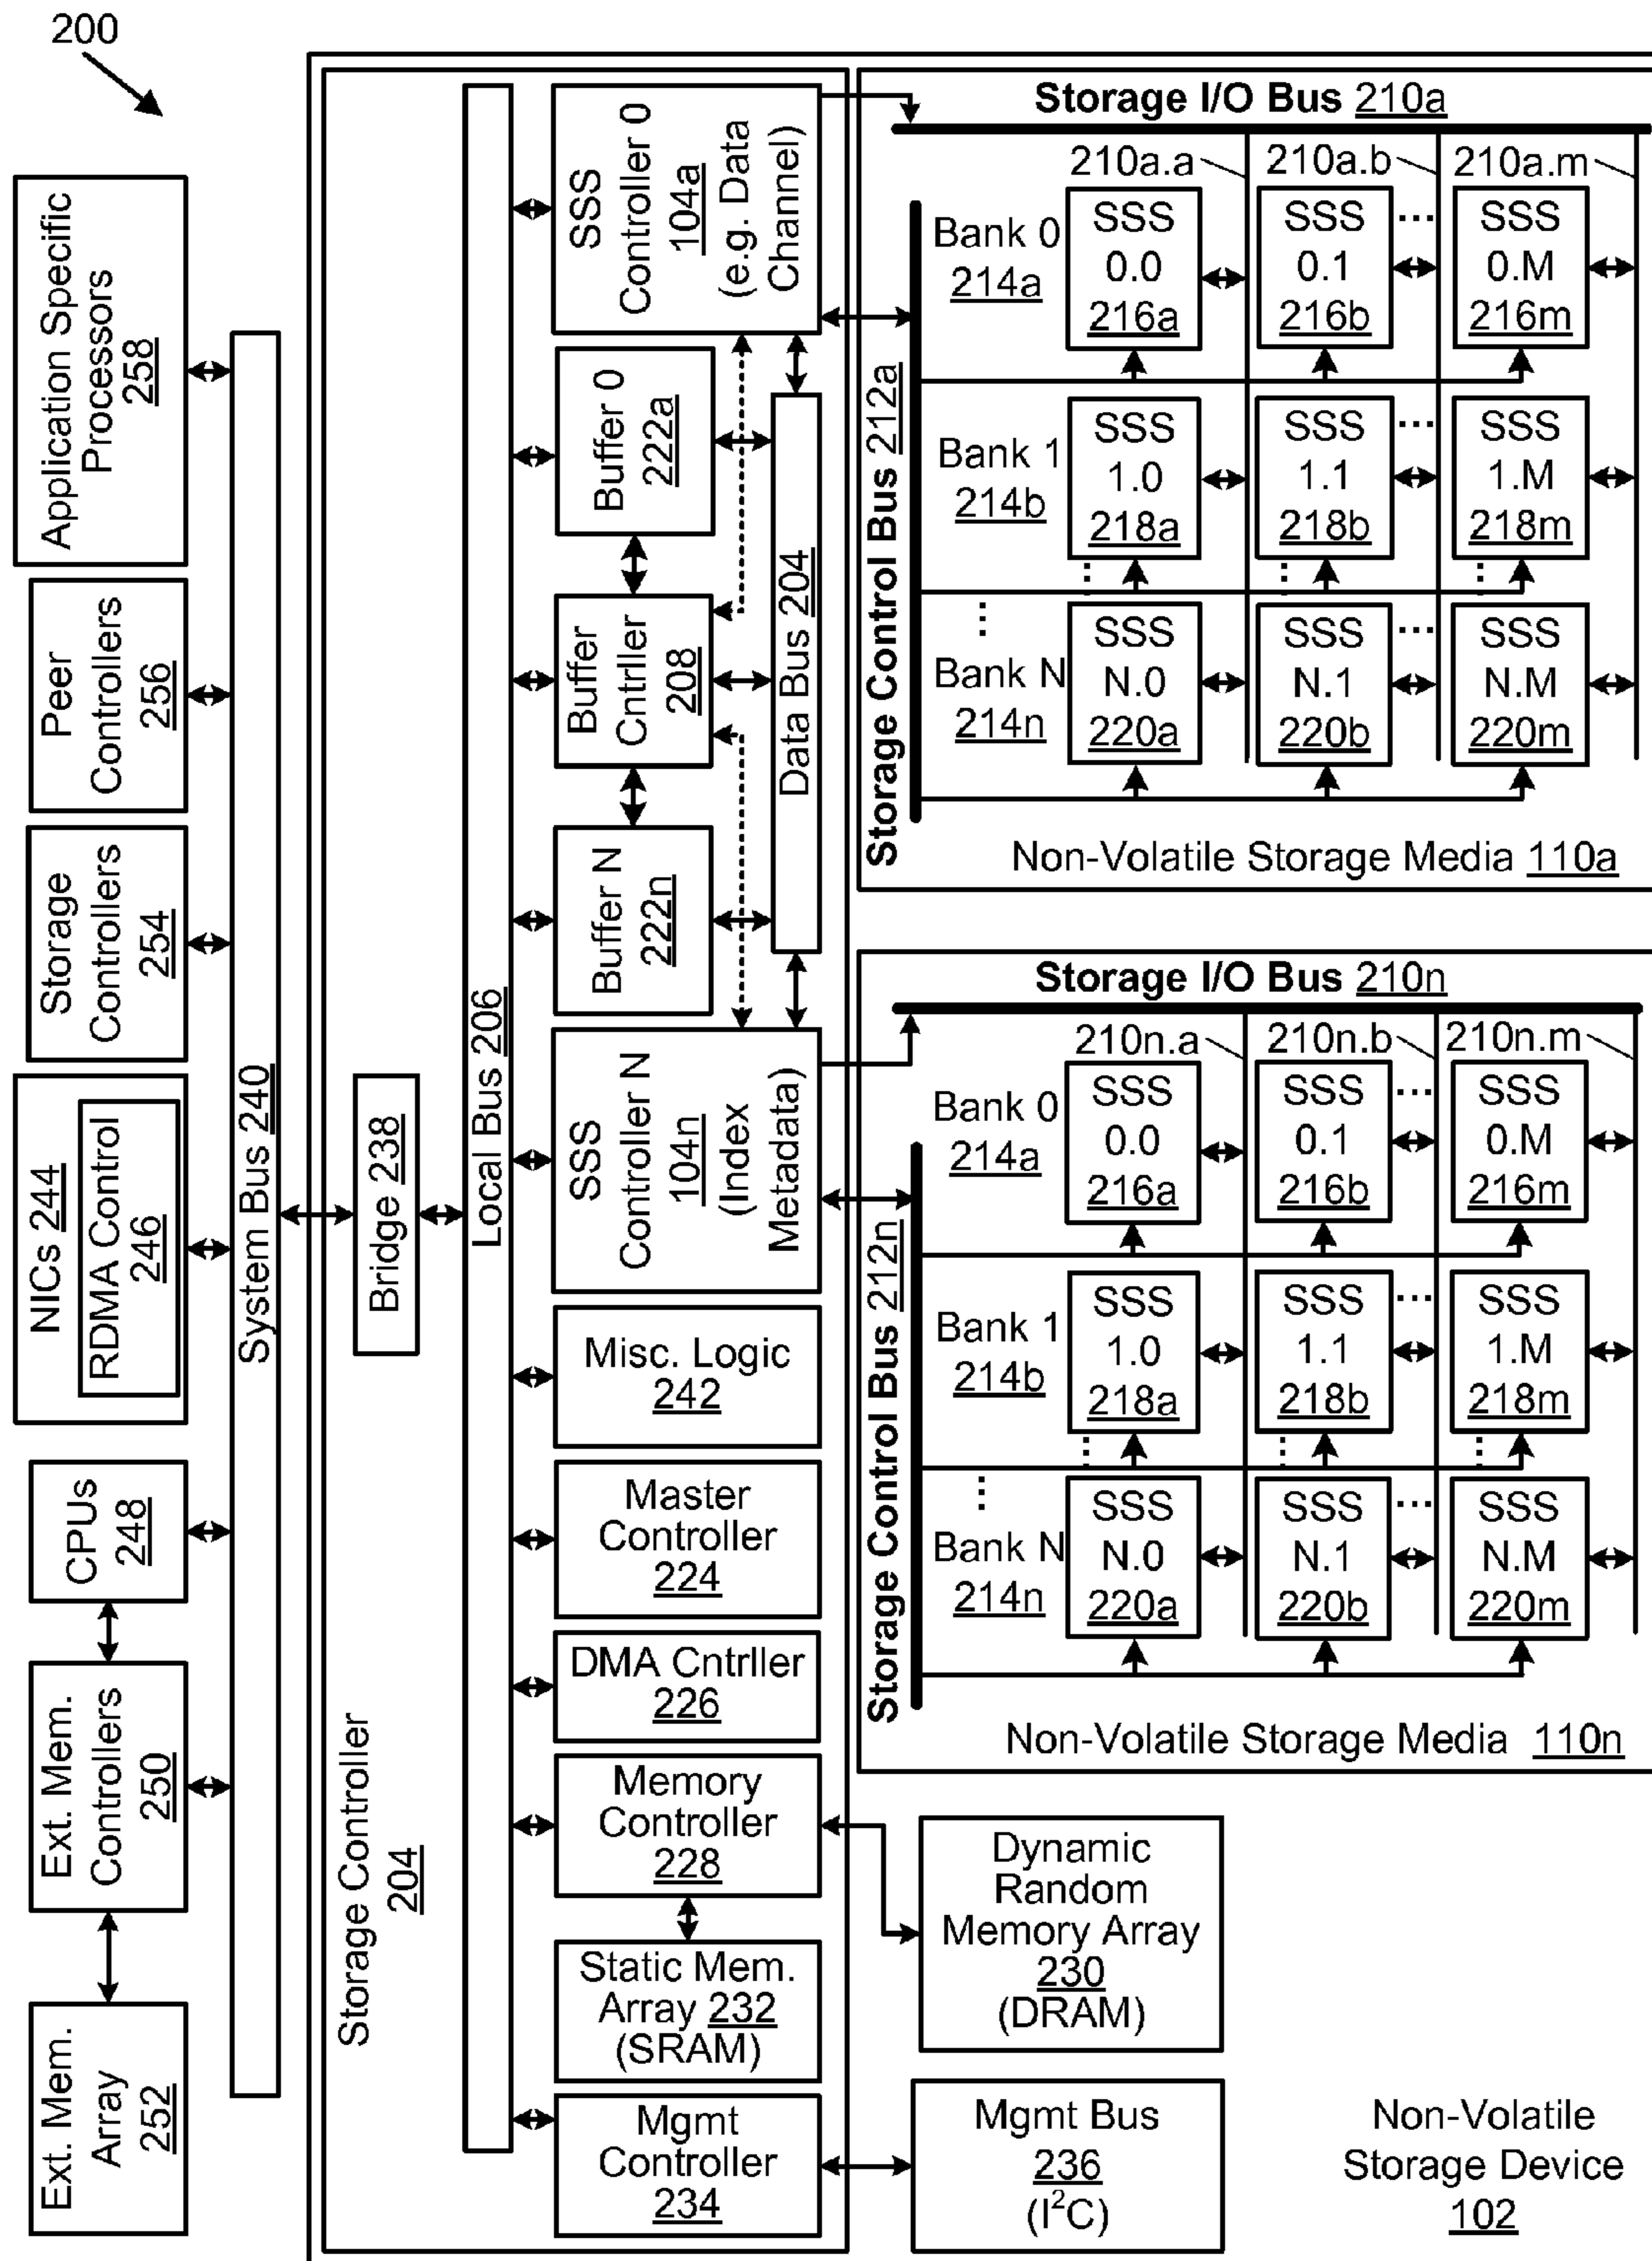 200
Application Specific
Processors
258
Peer
Controllers
256
Storage
Controllers
254
NICs 244
RDMA Control
246
CPUs
248
Ext. Mem.
Controllers
250
Ext. Mem.
Array
252
System Bus 240
Bridge 238
Storage Controller
204
Local Bus 206
SSS
Controller 0
104a
(e.g. Data
Channel)
Buffer 0
222a
Buffer
Cntrller
208
Buffer N
222n
Data Bus 204
SSS
Controller N
104n
(Index
Metadata)
Misc. Logic
242
Master
Controller
224
DMA Cntrller
226
Memory
Controller
228
Static Mem.
Array 232
(SRAM)
Mgmt
Controller
234
Storage I/O Bus 210a
210a.a
210a.b
210a.m
Storage Control Bus 212a
Bank 0
214a
SSS
0.0
216a
SSS
0.1
216b
...
SSS
0.M
216m
Bank 1
214b
SSS
1.0
218a
SSS
1.1
218b
...
SSS
1.M
218m
Bank N
214n
SSS
N.0
220a
SSS
N.1
220b
...
SSS
N.M
220m
Non-Volatile Storage Media 110a
Storage I/O Bus 210n
210n.a
210n.b
210n.m
Storage Control Bus 212n
Bank 0
214a
SSS
0.0
216a
SSS
0.1
216b
...
SSS
0.M
216m
Bank 1
214b
SSS
1.0
218a
SSS
1.1
218b
...
SSS
1.M
218m
Bank N
214n
SSS
N.0
220a
SSS
N.1
220b
...
SSS
N.M
220m
Non-Volatile Storage Media 110n
Dynamic
Random
Memory Array
230
(DRAM)
Mgmt Bus
236
(I²C)
Non-Volatile
Storage Device
102